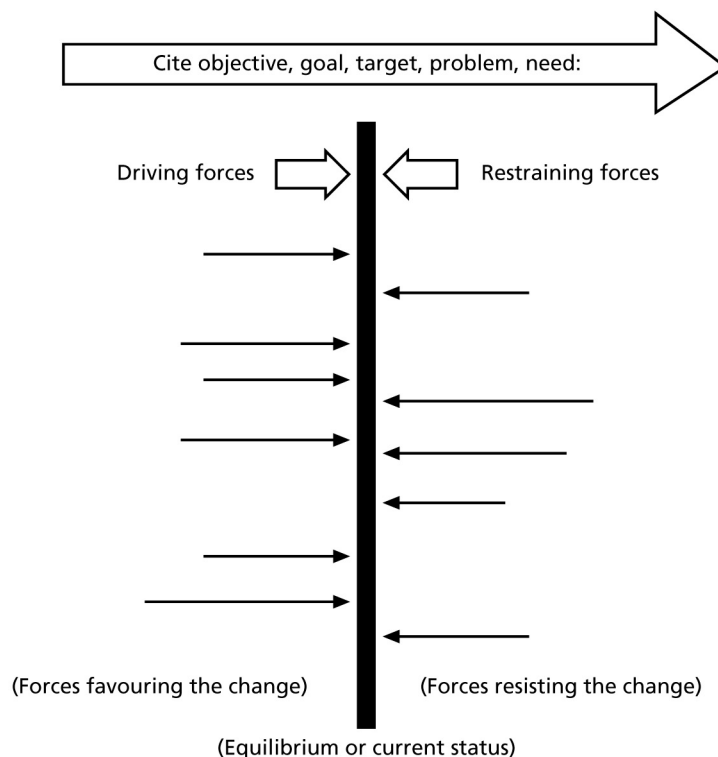 Cite objective, goal, target, problem, need:
Driving forces
Restraining forces
(Forces favouring the change)
(Forces resisting the change)
(Equilibrium or current status)